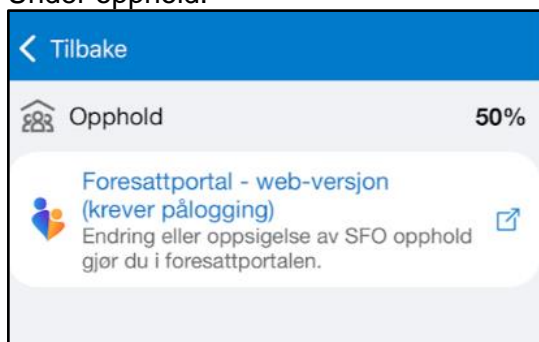 Under opphold:
Tilbake
Opphold 50%
Foresattportal - web-versjon
(krever pålogging)
Endring eller oppsigelse av SFO opphold
gjør du i foresattportalen.